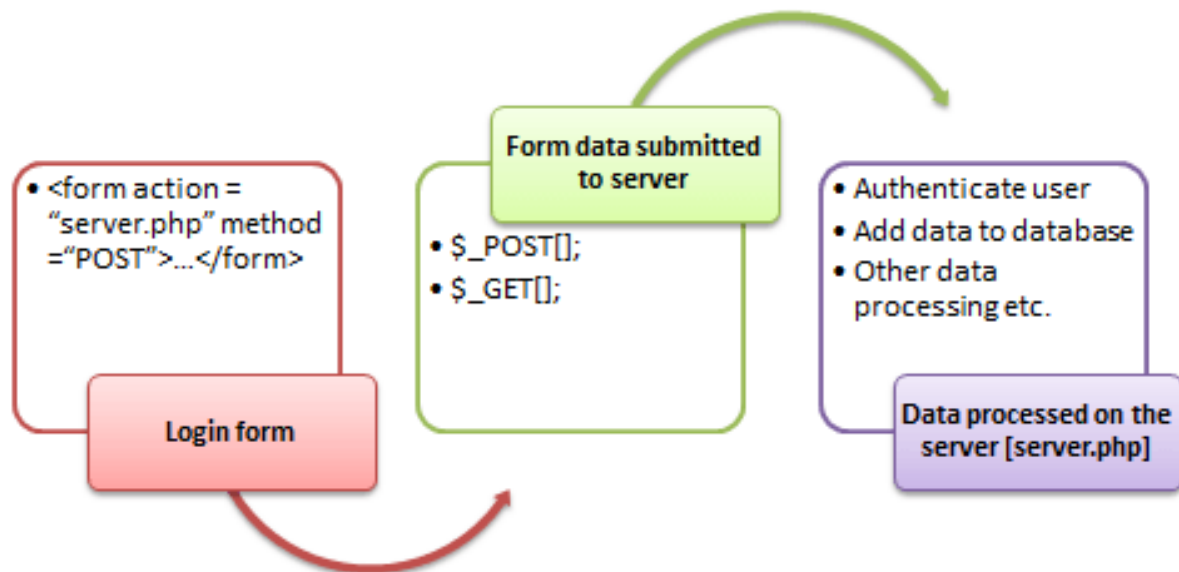 • <form action =
“server.php” method
=“POST”>...</form>
Login form
Form data submitted
to server
• $_POST[];
• $_GET[];
• Authenticate user
• Add data to database
• Other data
processing etc.
Data processed on the
server [server.php]